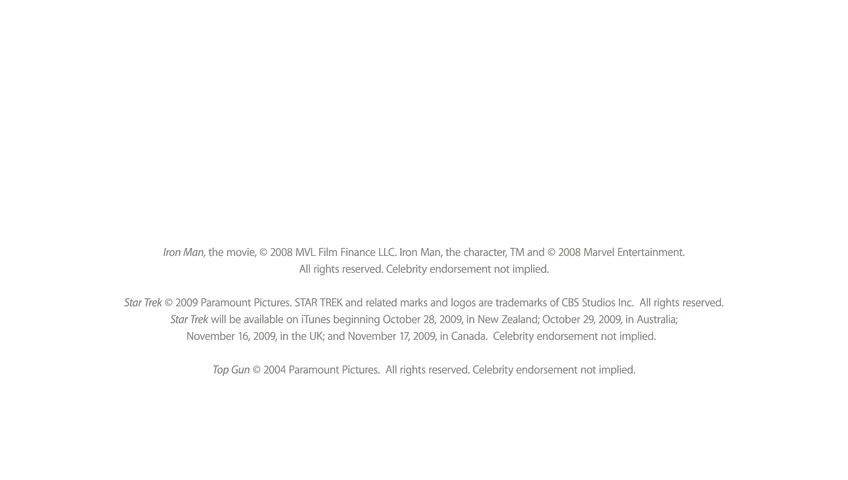 Iron Man, the movie, © 2008 MVL Film Finance LLC. Iron Man, the character, TM and © 2008 Marvel Entertainment.
All rights reserved. Celebrity endorsement not implied.
Star Trek © 2009 Paramount Pictures. STAR TREK and related marks and logos are trademarks of CBS Studios Inc.  All rights reserved.
Star Trek will be available on iTunes beginning October 28, 2009, in New Zealand; October 29, 2009, in Australia;
November 16, 2009, in the UK; and November 17, 2009, in Canada.  Celebrity endorsement not implied.
Top Gun © 2004 Paramount Pictures.  All rights reserved. Celebrity endorsement not implied.